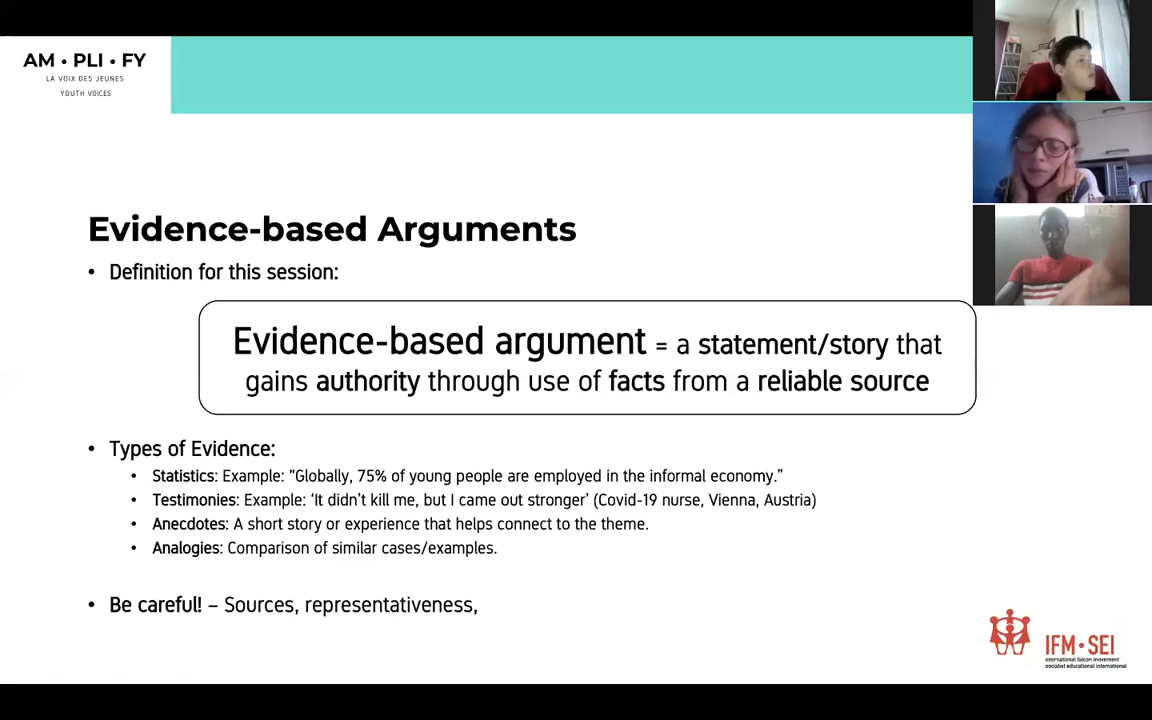 AM • PLI • FY
LA VOIX DES JEUNES
YOUTH VOICES
Evidence-based Arguments
• Definition for this session:
Evidence-based argument = a statement/story that
gains authority through use of facts from a reliable source
• Types of Evidence:
• Statistics: Example: "Globally, 75% of young people are employed in the informal economy."
• Testimonies: Example: 'It didn't kill me, but I came out stronger' (Covid-19 nurse, Vienna, Austria)
• Anecdotes: A short story or experience that helps connect to the theme.
• Analogies: Comparison of similar cases/examples.
• Be careful! – Sources, representativeness,
IFM • SEI
international falcon movement
socialist educational international